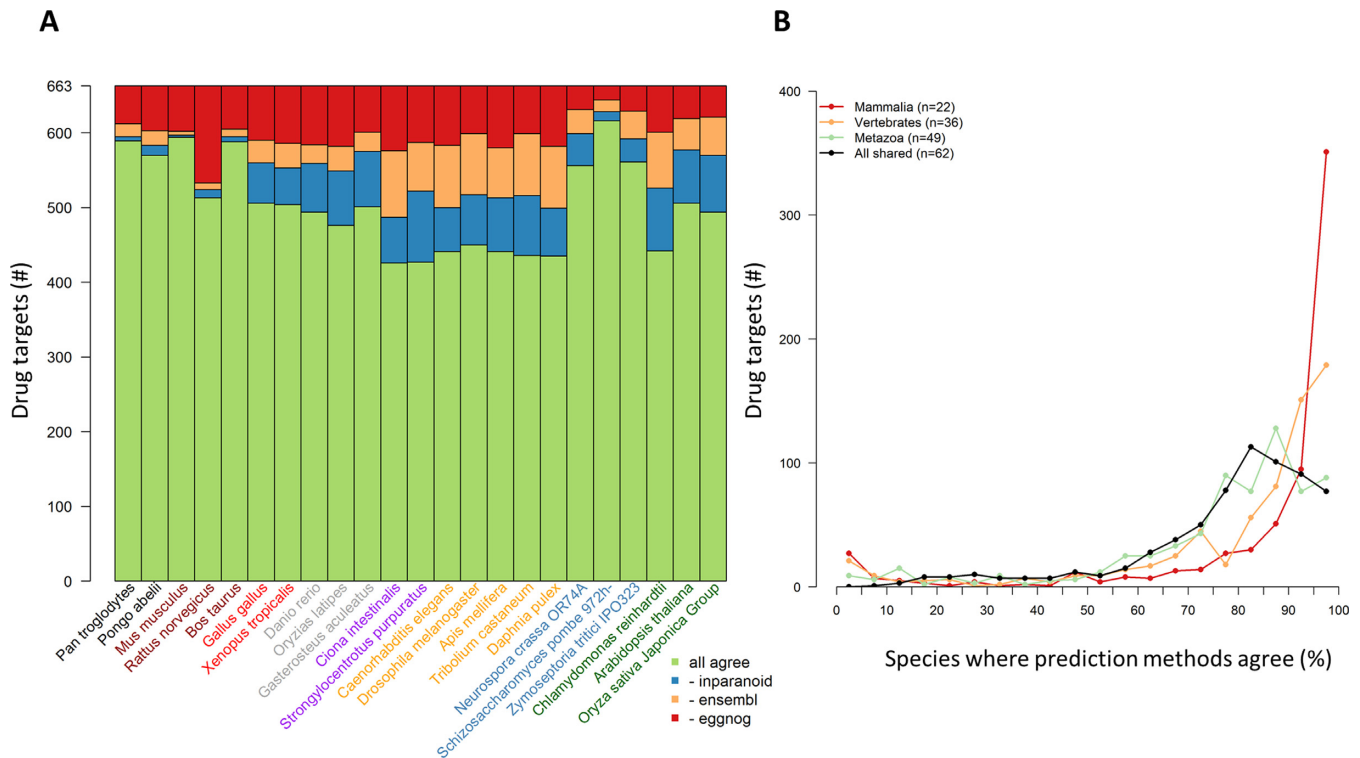 A
Drug targets (#)
663
600
500
400
300
200
100
0
Pan troglodytes
Pongo abelii
Mus musculus
Rattus norvegicus
Bos taurus
Gallus gallus
Xenopus tropicalis
Danio rerio
Oryzias latipes
Gasterosteus aculeatus
Ciona intestinalis
Strongylocentrotus purpuratus
Caenorhabditis elegans
Drosophila melanogaster
Apis mellifera
Tribolium castaneum
Daphnia pulex
Neurospora crassa OR74A
Schizosaccharomyces pombe 972h-
Zymoseptoria tritici IPO323
Chlamydomonas reinhardtii
Arabidopsis thaliana
Oryza sativa Japonica Group
all agree
- inparanoid
- ensembl
- eggnog
B
Drug targets (#)
400
300
200
100
0
Mammalia (n=22)
Vertebrates (n=36)
Metazoa (n=49)
All shared (n=62)
0 10 20 30 40 50 60 70 80 90 100
Species where prediction methods agree (%)